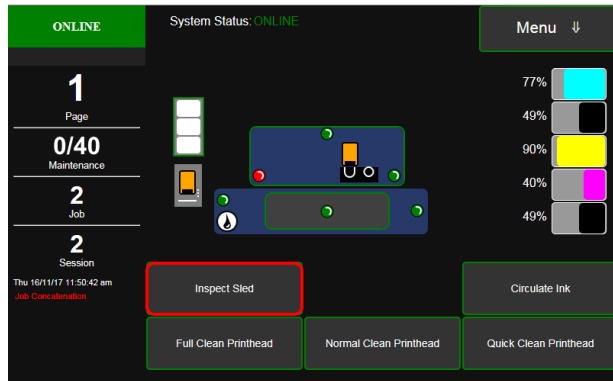 ONLINE
System Status: ONLINE
Menu ⇓
1
Page
0/40
Maintenance
2
Job
2
Session
Thu 16/11/17 11:50:42 am
Job Concatenation
77%
49%
90%
40%
49%
Inspect Sled
Circulate Ink
Full Clean Printhead
Normal Clean Printhead
Quick Clean Printhead